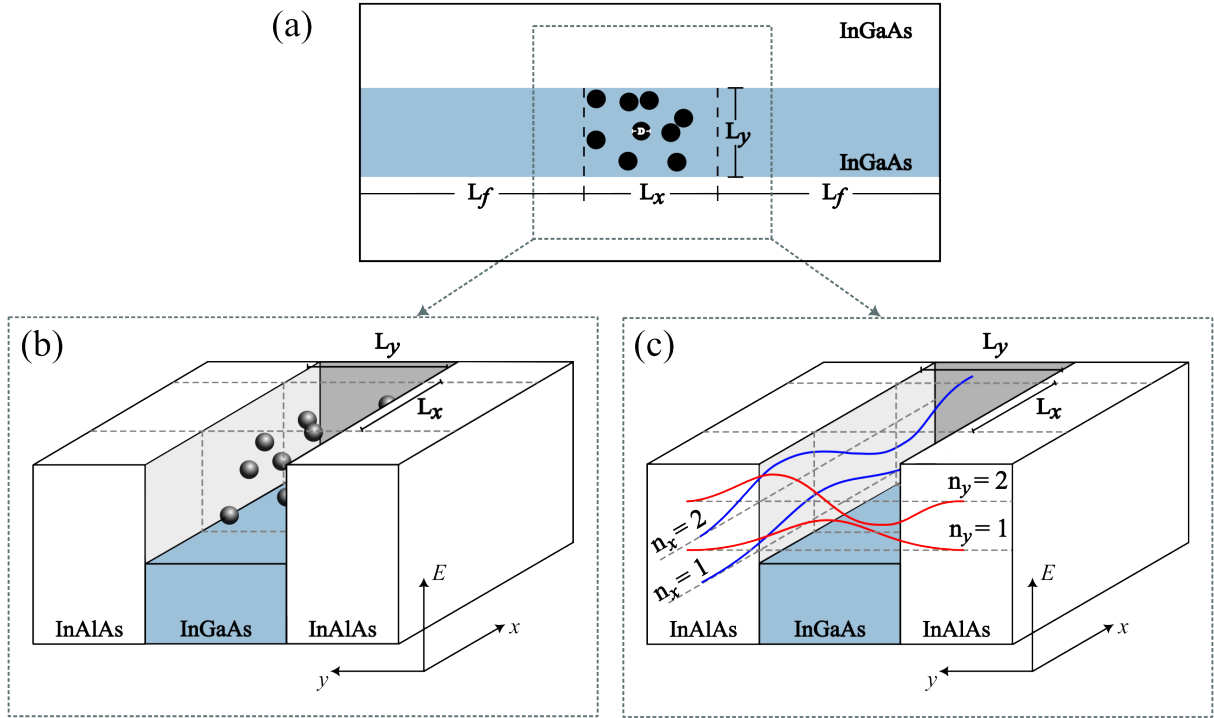 (a)
InGaAs
D
Ly
InGaAs
Lf
Lx
Lf
(b)
Ly
Lx
E
x
y
InAlAs
InGaAs
InAlAs
(c)
Ly
Lx
ny = 2
ny = 1
nx = 2
nx = 1
E
x
y
InAlAs
InGaAs
InAlAs